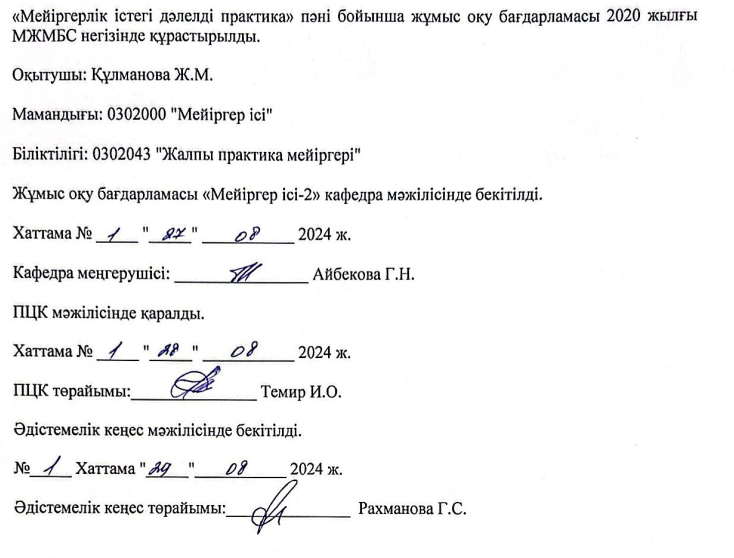 «Мейіргерлік істегі дәлелді практика» пәні бойынша жұмыс оқу бағдарламасы 2020 жылғы
МЖМБС негізінде құрастырылды.
Оқытушы: Құлманова Ж.М.
Мамандығы: 0302000 "Мейіргер ісі"
Біліктілігі: 0302043 "Жалпы практика мейіргері"
Жұмыс оқу бағдарламасы «Мейіргер ісі-2» кафедра мәжілісінде бекітілді.
Хаттама № 1 "27" 08 2024 ж.
Кафедра меңгерушісі: Айбекова Г.Н.
ПЦК мәжілісінде қаралды.
Хаттама № 1 "28" 08 2024 ж.
ПЦК төрайымы: Темир И.О.
Әдістемелік кеңес мәжілісінде бекітілді.
№ 1 Хаттама "29" 08 2024 ж.
Әдістемелік кеңес төрайымы: Рахманова Г.С.